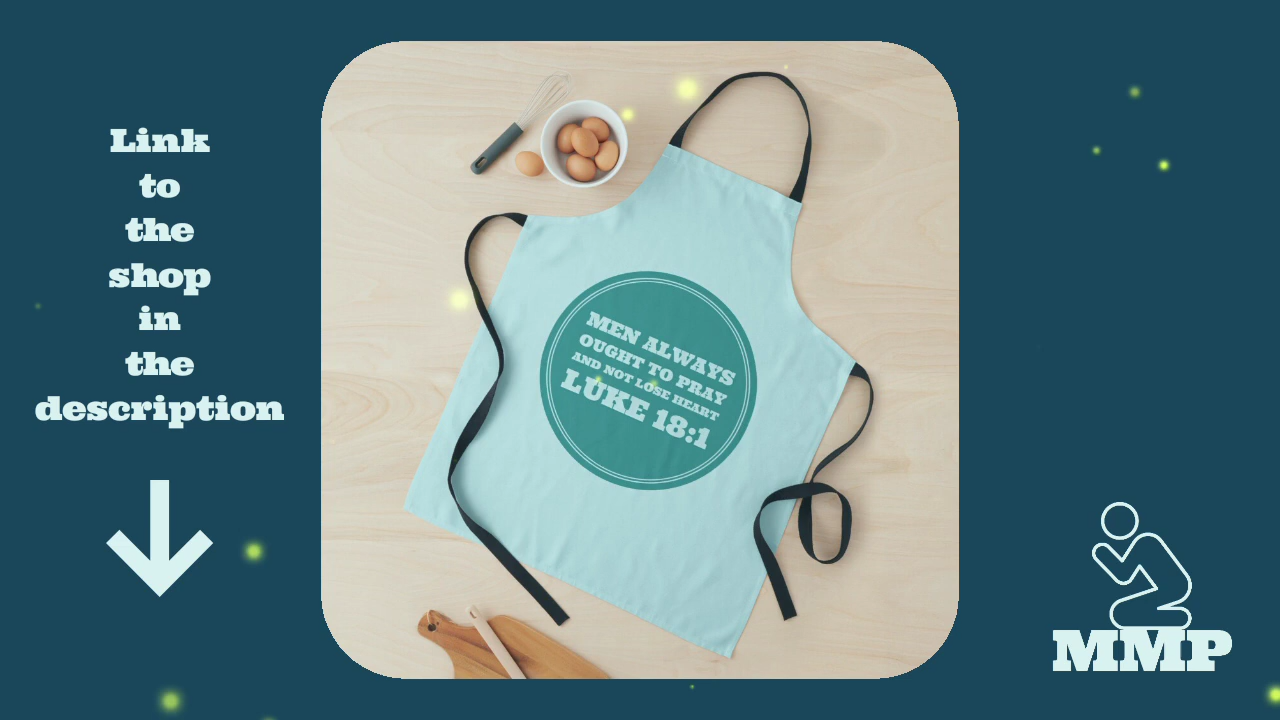 Link
to
the
shop
in
the
description
MEN ALWAYS
OUGHT TO PRAY
AND NOT LOSE HEART
LUKE 18:1
MMP